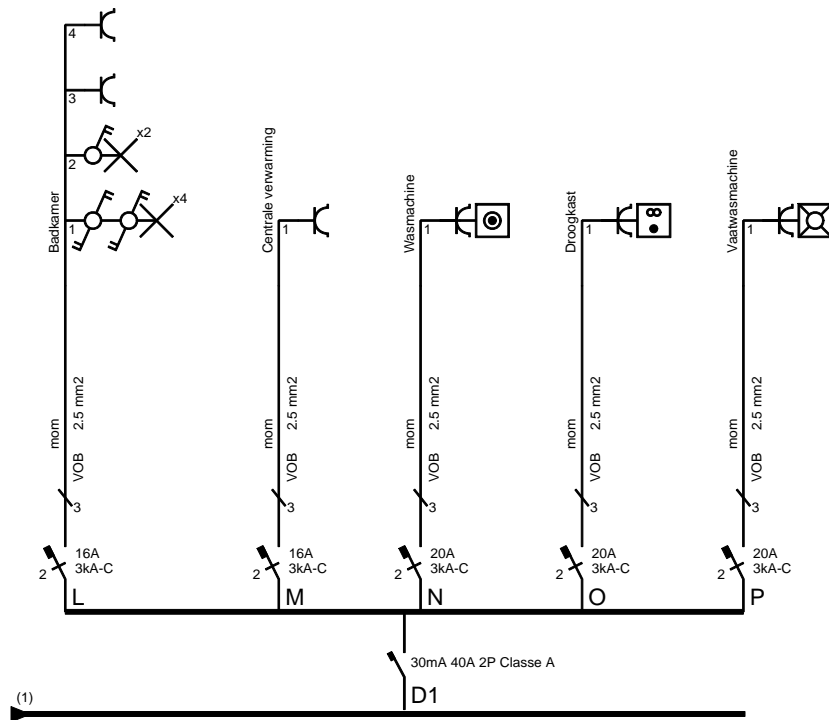 4
3
x2
2
x4
1
Badkamer
1
Centrale verwarming
1
Wasmachine
1
Droogkast
1
Vaatwasmachine
mom
2.5 mm2
VOB
3
mom
2.5 mm2
VOB
3
mom
2.5 mm2
VOB
3
mom
2.5 mm2
VOB
3
mom
2.5 mm2
VOB
3
16A
3kA-C
2
L
16A
3kA-C
2
M
20A
3kA-C
2
N
20A
3kA-C
2
O
20A
3kA-C
2
P
30mA 40A 2P Classe A
D1
(1)